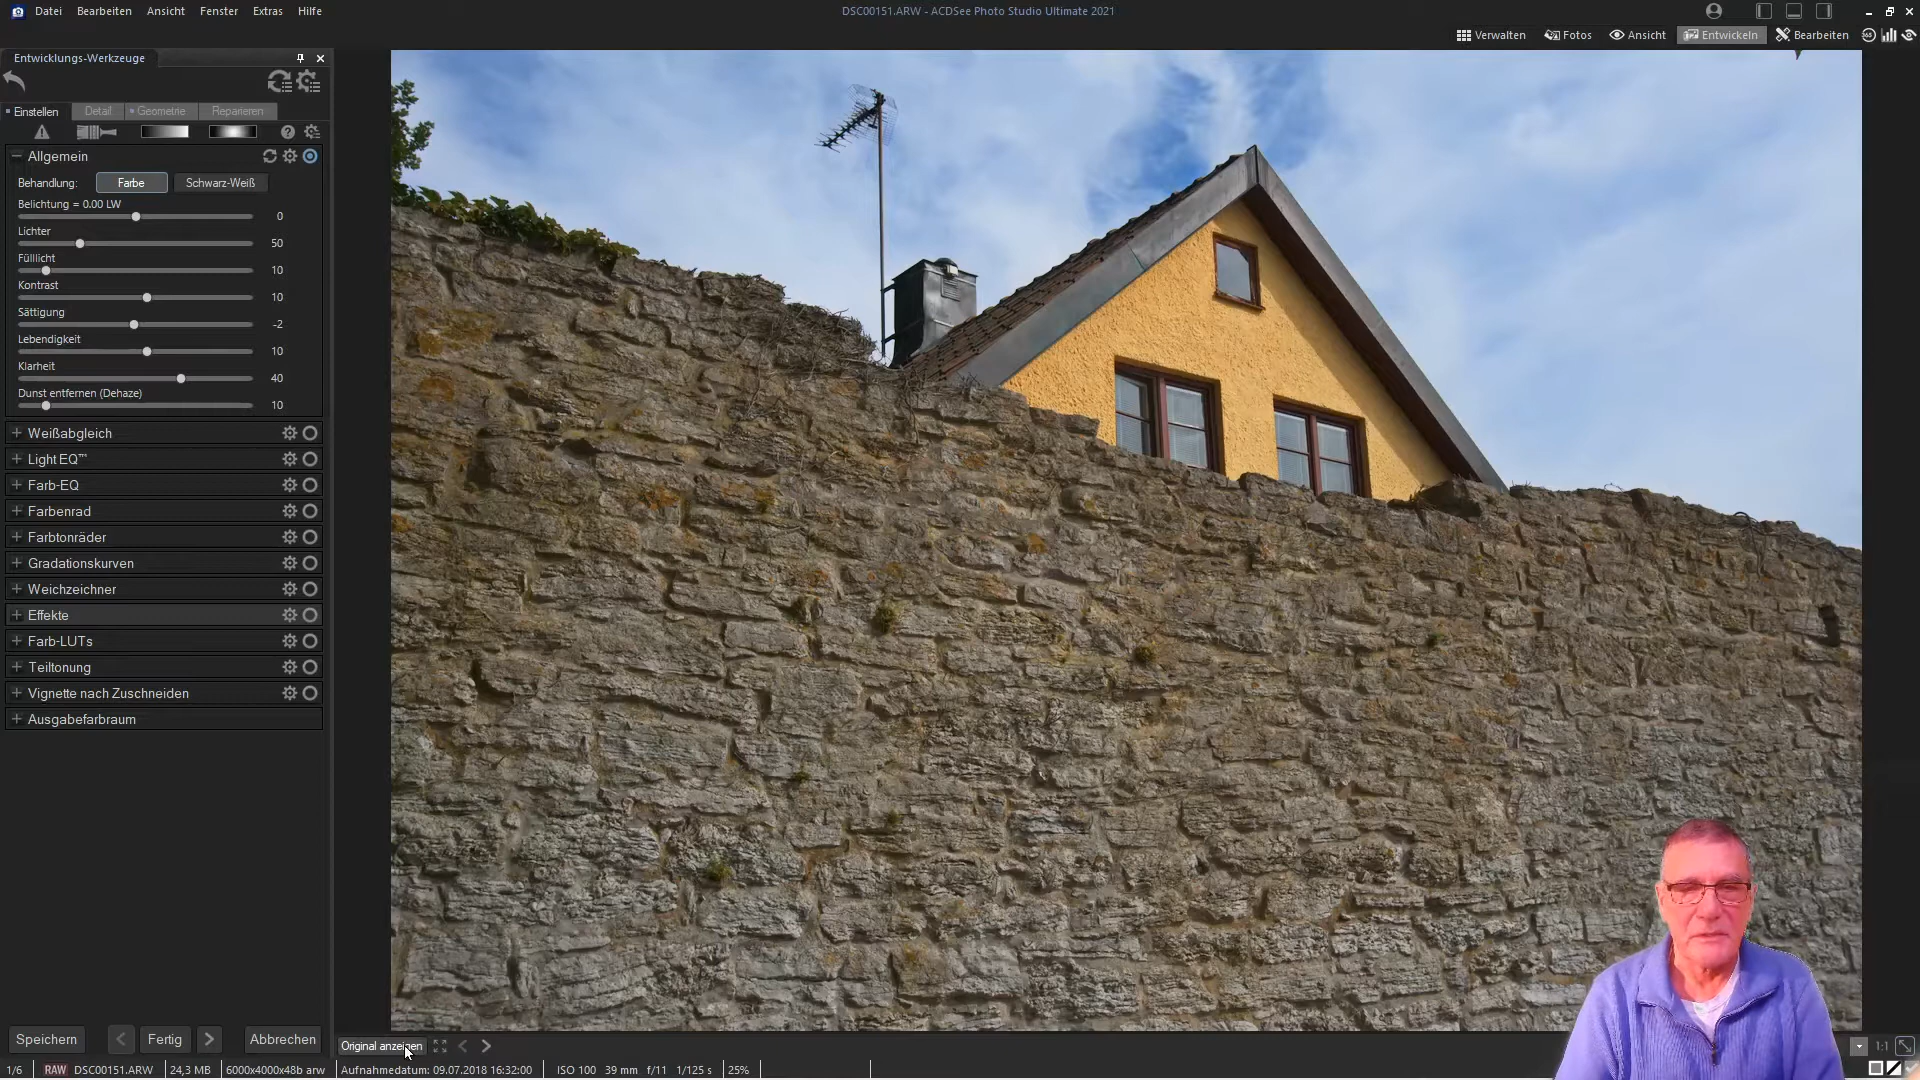 Datei Bearbeiten Ansicht Fenster Extras Hilfe
DSC00151.ARW - ACDSee Photo Studio Ultimate 2021
Verwalten Fotos Ansicht Entwickeln Bearbeiten 365
Entwicklungs-Werkzeuge
Einstellen Detail Geometrie Reparieren
Allgemein
Behandlung: Farbe Schwarz-Weiß
Belichtung = 0.00 LW
0
Lichter
50
Fülllicht
10
Kontrast
10
Sättigung
-2
Lebendigkeit
10
Klarheit
40
Dunst entfernen (Dehaze)
10
Weißabgleich
Light EQ™
Farb-EQ
Farbenrad
Farbtonräder
Gradationskurven
Weichzeichner
Effekte
Farb-LUTs
Teiltonung
Vignette nach Zuschneiden
Ausgabefarbraum
Speichern < Fertig > Abbrechen
Original anzeigen
1:1
1/6 RAW DSC00151.ARW 24,3 MB 6000x4000x48b arw Aufnahmedatum: 09.07.2018 16:32:00 ISO 100 39 mm f/11 1/125 s 25%